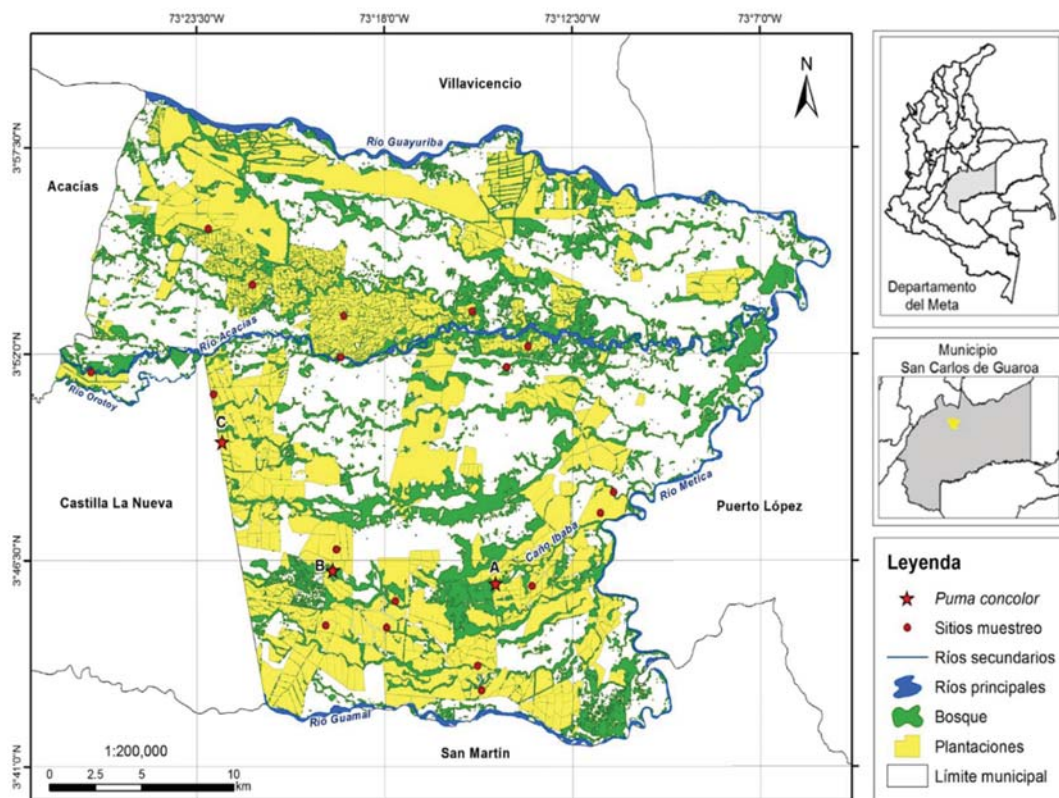 73°23'30"W
73°18'0"W
73°12'30"W
73°7'0"W
3°57'30"N
3°52'0"N
3°46'30"N
3°41'0"N
Villavicencio
N
Río Guayuriba
Acacías
Río Acacías
Río Orotoy
C
Castilla La Nueva
Río Metica
Puerto López
Caño Ibaba
B
A
Río Guamal
San Martín
1:200,000
0 2.5 5 10
km
Departamento
del Meta
Municipio
San Carlos de Guaroa
Leyenda
Puma concolor
Sitios muestreo
Ríos secundarios
Ríos principales
Bosque
Plantaciones
Límite municipal